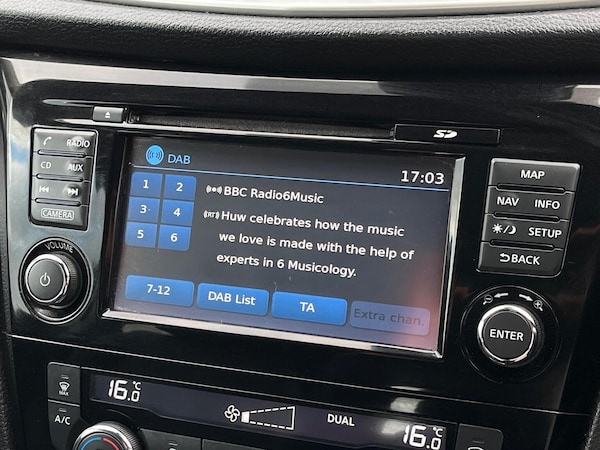 SD
DAB
17:03
RADIO
CD AUX
CAMERA
VOLUME
1 2
3 4
5 6
BBC Radio6Music
Huw celebrates how the music
we love is made with the help of
experts in 6 Musicology.
7-12
DAB List
TA
Extra chan.
MAP
NAV INFO
SETUP
BACK
ENTER
MAX
A/C
16.0 °C
DUAL
16.0 °C